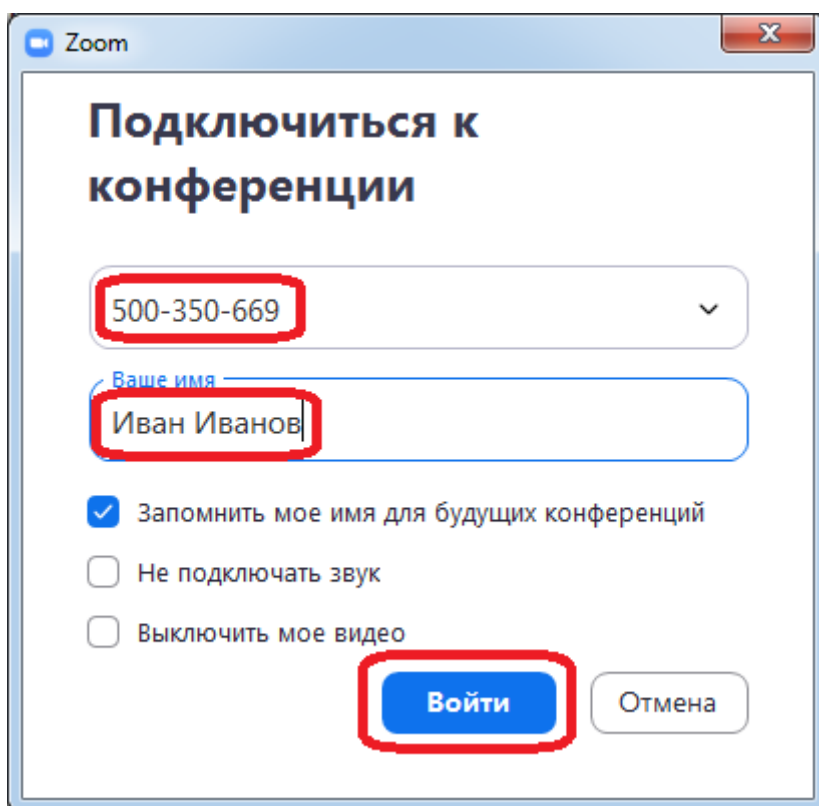 Zoom
Подключиться к
конференции
500-350-669
Ваше имя
Иван Иванов
Запомнить мое имя для будущих конференций
Не подключать звук
Выключить мое видео
Войти
Отмена